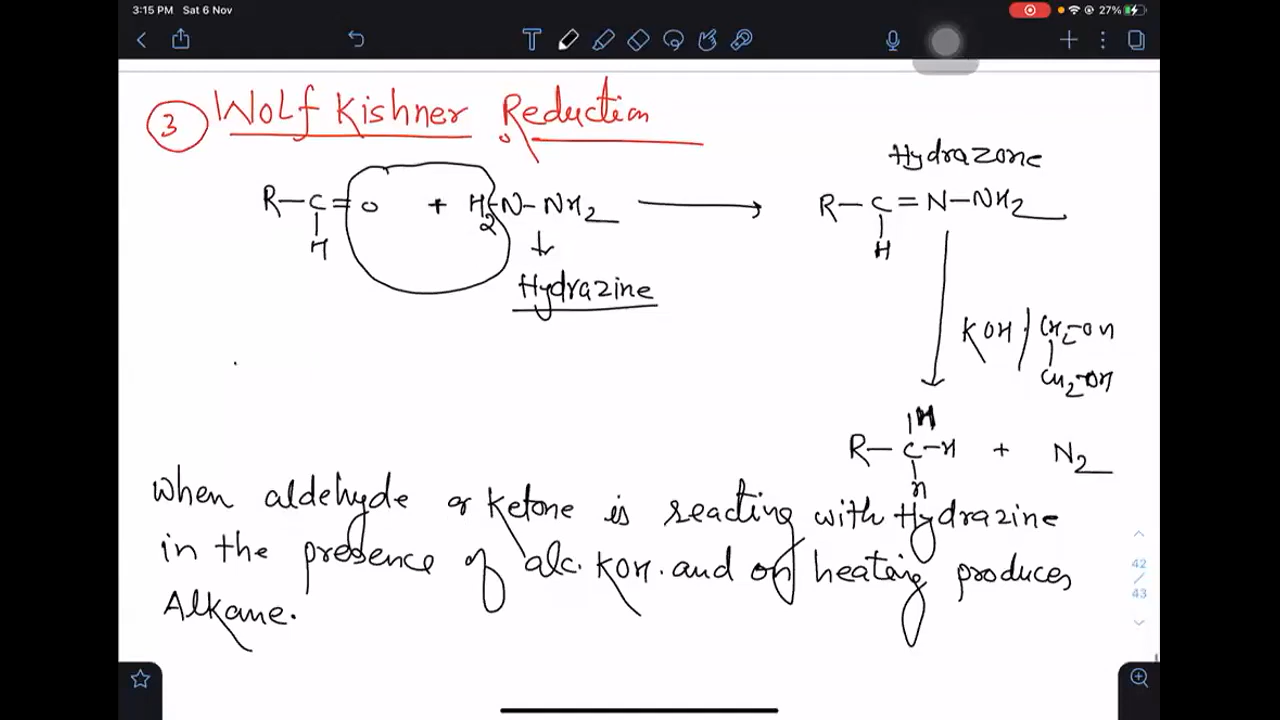 3:15 PM Sat 6 Nov
27%
③ Wolf Kishner Reduction
Hydrazone
R—C=O + H2N—NH2 ⟶ R—C=N—NH2
H H
↓
Hydrazine
KOH / CH2—OH
CH2—OH
H
R—C—H + N2
H
When aldehyde or ketone is reacting with Hydrazine
in the presence of alc. KOH. and on heating produces
Alkane.
42
/
43